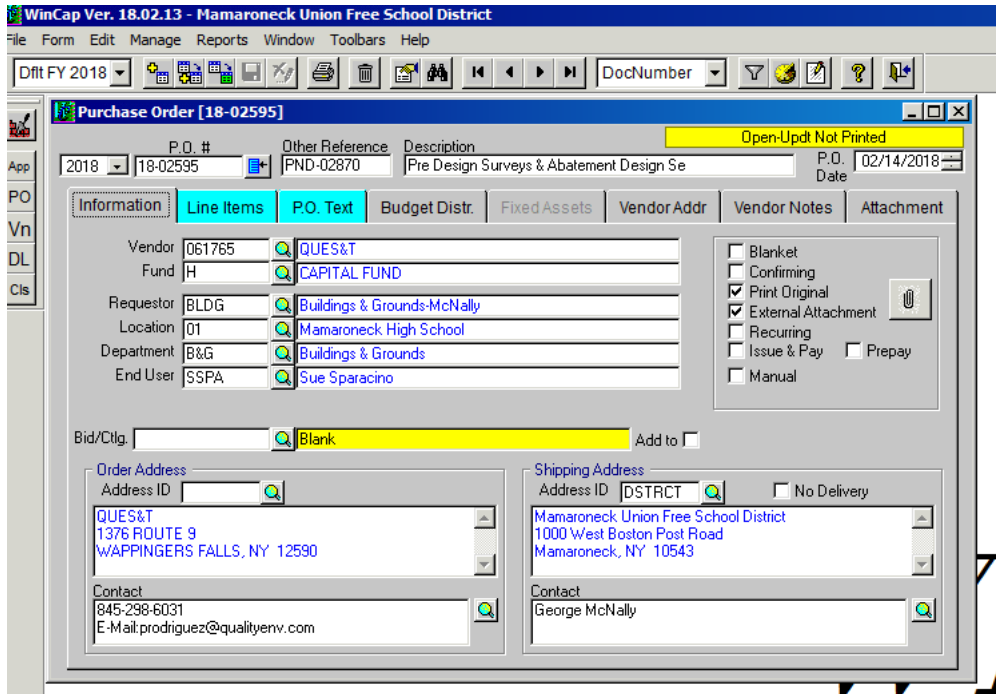 WinCap Ver. 18.02.13 - Mamaroneck Union Free School District
File Form Edit Manage Reports Window Toolbars Help
Dflt FY 2018 DocNumber
Purchase Order [18-02595]
Open-Updt Not Printed
P.O. # Other Reference Description
2018 18-02595 PND-02870 Pre Design Surveys & Abatement Design Se P.O. Date 02/14/2018
App
PO
Vn
DL
Cls
Information Line Items P.O. Text Budget Distr. Fixed Assets Vendor Addr Vendor Notes Attachment
Vendor 061765 QUES&T
Fund H CAPITAL FUND
Requestor BLDG Buildings & Grounds-McNally
Location 01 Mamaroneck High School
Department B&G Buildings & Grounds
End User SSPA Sue Sparacino
Blanket
Confirming
Print Original
External Attachment
Recurring
Issue & Pay Prepay
Manual
Bid/Ctlg. Blank Add to
Order Address
Address ID
QUES&T
1376 ROUTE 9
WAPPINGERS FALLS, NY 12590
Contact
845-298-6031
E-Mail:prodriguez@qualityenv.com
Shipping Address
Address ID DSTRCT No Delivery
Mamaroneck Union Free School District
1000 West Boston Post Road
Mamaroneck, NY 10543
Contact
George McNally